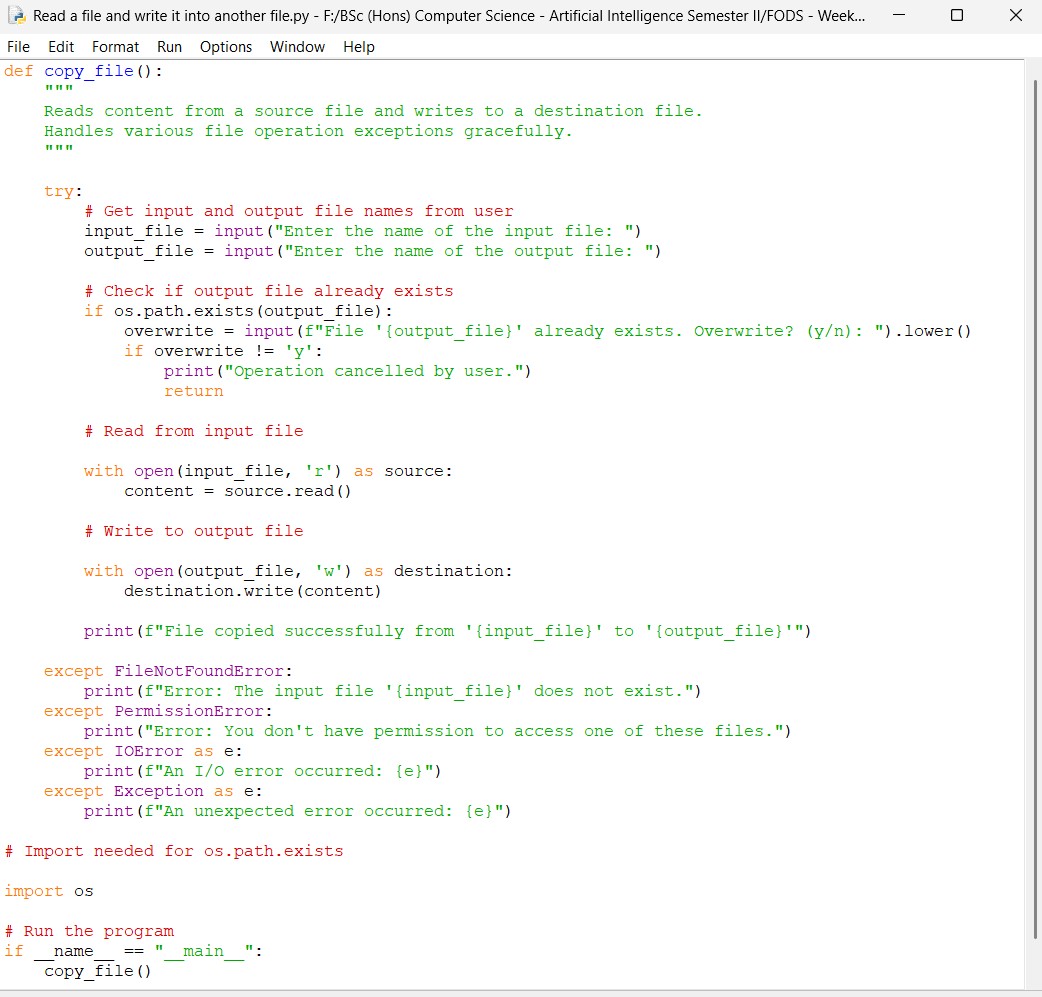 Read a file and write it into another file.py - F:/BSc (Hons) Computer Science - Artificial Intelligence Semester II/FODS - Week...
File Edit Format Run Options Window Help
def copy_file():
    """
    Reads content from a source file and writes to a destination file.
    Handles various file operation exceptions gracefully.
    """

    try:
        # Get input and output file names from user
        input_file = input("Enter the name of the input file: ")
        output_file = input("Enter the name of the output file: ")

        # Check if output file already exists
        if os.path.exists(output_file):
            overwrite = input(f"File '{output_file}' already exists. Overwrite? (y/n): ").lower()
            if overwrite != 'y':
                print("Operation cancelled by user.")
                return

        # Read from input file

        with open(input_file, 'r') as source:
            content = source.read()

        # Write to output file

        with open(output_file, 'w') as destination:
            destination.write(content)

        print(f"File copied successfully from '{input_file}' to '{output_file}'")

    except FileNotFoundError:
        print(f"Error: The input file '{input_file}' does not exist.")
    except PermissionError:
        print("Error: You don't have permission to access one of these files.")
    except IOError as e:
        print(f"An I/O error occurred: {e}")
    except Exception as e:
        print(f"An unexpected error occurred: {e}")

# Import needed for os.path.exists

import os

# Run the program
if __name__ == "__main__":
    copy_file()